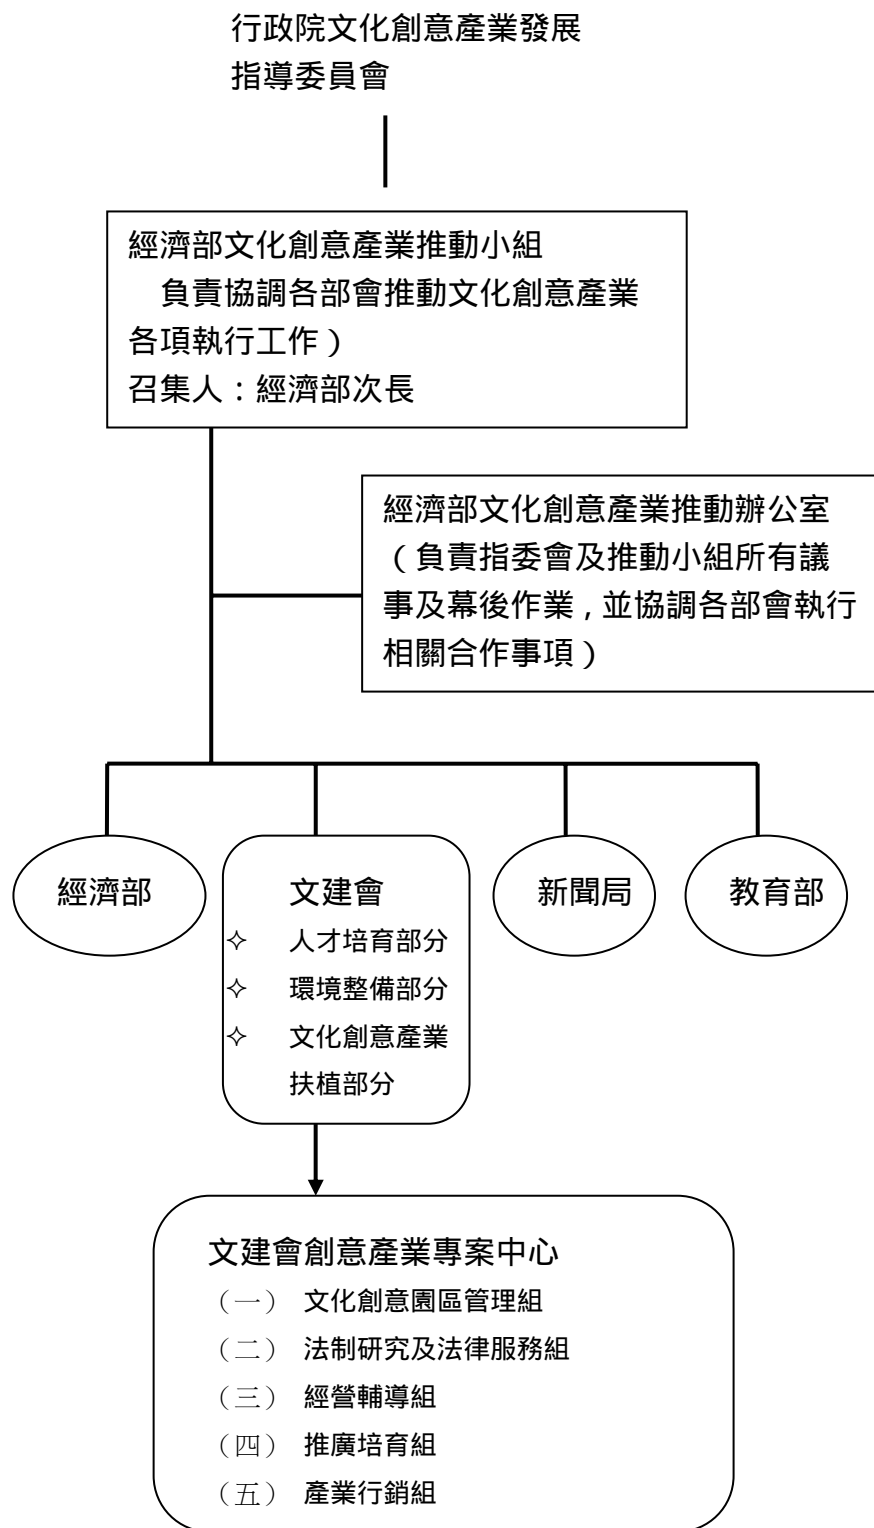 行政院文化創意產業發展
指導委員會
經濟部文化創意產業推動小組
負責協調各部會推動文化創意產業
各項執行工作）
召集人：經濟部次長
經濟部文化創意產業推動辦公室
（負責指委會及推動小組所有議
事及幕後作業，並協調各部會執行
相關合作事項）
經濟部
文建會
✧ 人才培育部分
✧ 環境整備部分
✧ 文化創意產業
扶植部分
新聞局
教育部
文建會創意產業專案中心
（一） 文化創意園區管理組
（二） 法制研究及法律服務組
（三） 經營輔導組
（四） 推廣培育組
（五） 產業行銷組